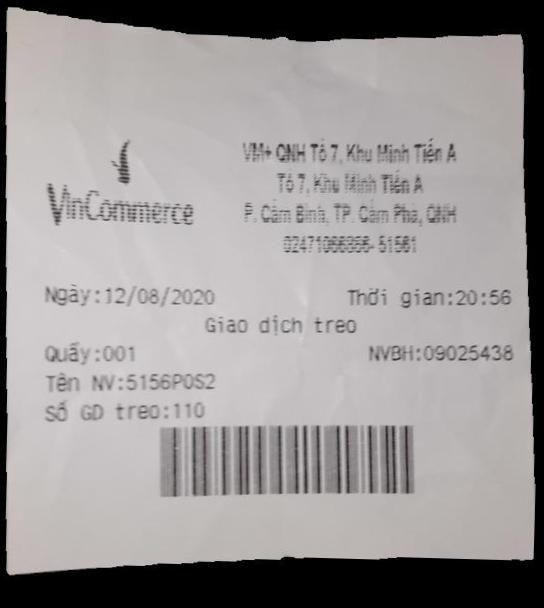 VinCommerce
VM+ QNH Tổ 7, Khu Minh Tiến A
Tổ 7, Khu Minh Tiến A
P. Cẩm Bình, TP. Cẩm Phả, QNH
02471066366- 51561
Ngày:12/08/2020 Thời gian:20:56
Giao dịch treo
Quầy:001 NVBH:09025438
Tên NV:5156POS2
Số GD treo:110